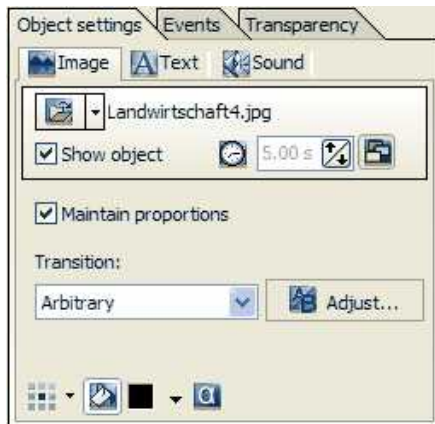 Object settings Events Transparency
Image Text Sound
Landwirtschaft4.jpg
Show object 5.00 s
Maintain proportions
Transition:
Arbitrary Adjust...